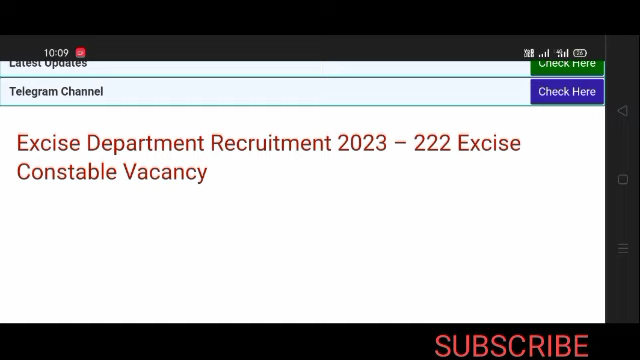 10:09
Latest Updates Check Here
Telegram Channel Check Here
Excise Department Recruitment 2023 – 222 Excise
Constable Vacancy
SUBSCRIBE